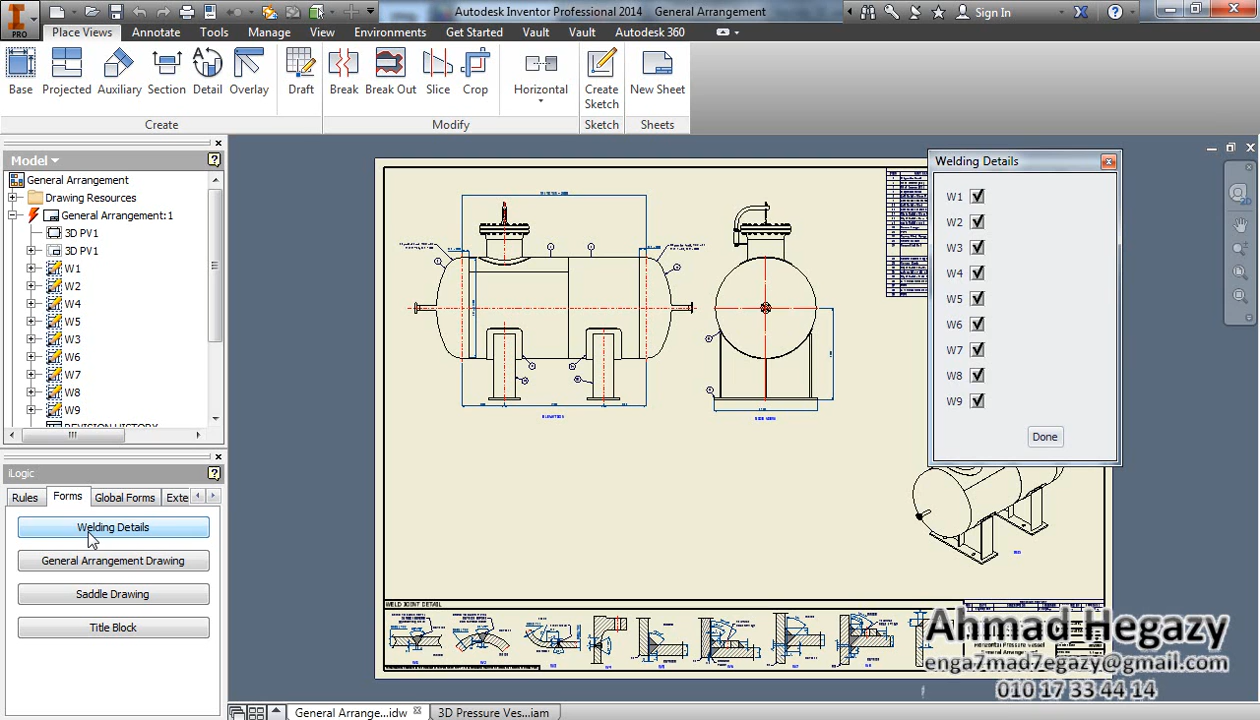 Autodesk Inventor Professional 2014 General Arrangement
Sign In
PRO
Place Views Annotate Tools Manage View Environments Get Started Vault Vault Autodesk 360
Base Projected Auxiliary Section Detail Overlay Draft Break Break Out Slice Crop Horizontal Create Sketch New Sheet
Create Modify Sketch Sheets
Model
General Arrangement
Drawing Resources
General Arrangement:1
3D PV1
3D PV1
W1
W2
W4
W5
W3
W6
W7
W8
W9
REVISION HISTORY
iLogic
Rules Forms Global Forms Exte
Welding Details
General Arrangement Drawing
Saddle Drawing
Title Block
Welding Details
W1
W2
W3
W4
W5
W6
W7
W8
W9
Done
WELD JOINT DETAIL
Ahmad Hegazy
enga7mad7egazy@gmail.com
010 17 33 44 14
Horizontal Pressure Vessel
General Arrange...idw 3D Pressure Ves...iam